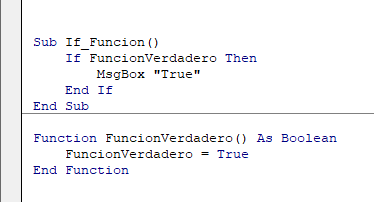 Sub If_Funcion()
    If FuncionVerdadero Then
        MsgBox "True"
    End If
End Sub
Function FuncionVerdadero() As Boolean
    FuncionVerdadero = True
End Function